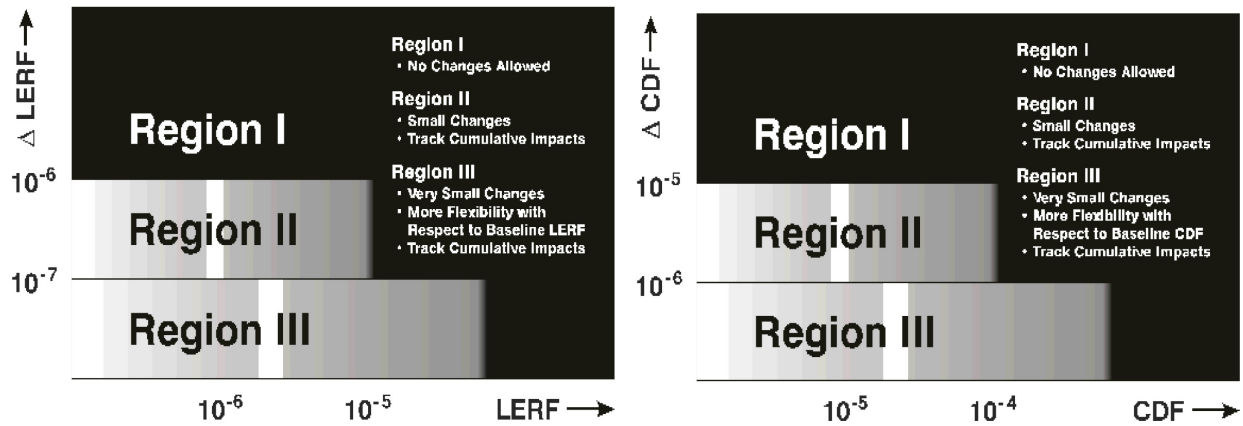 Δ LERF →
Region I
• No Changes Allowed
Region II
• Small Changes
• Track Cumulative Impacts
Region III
• Very Small Changes
• More Flexibility with
Respect to Baseline LERF
• Track Cumulative Impacts
Region I
10⁻⁶
Region II
10⁻⁷
Region III
10⁻⁶
10⁻⁵
LERF →
Δ CDF →
Region I
• No Changes Allowed
Region II
• Small Changes
• Track Cumulative Impacts
Region III
• Very Small Changes
• More Flexibility with
Respect to Baseline CDF
• Track Cumulative Impacts
Region I
10⁻⁵
Region II
10⁻⁶
Region III
10⁻⁵
10⁻⁴
CDF →